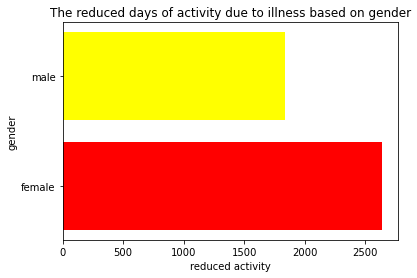 The reduced days of activity due to illness based on gender
male
gender
female
0 500 1000 1500 2000 2500
reduced activity